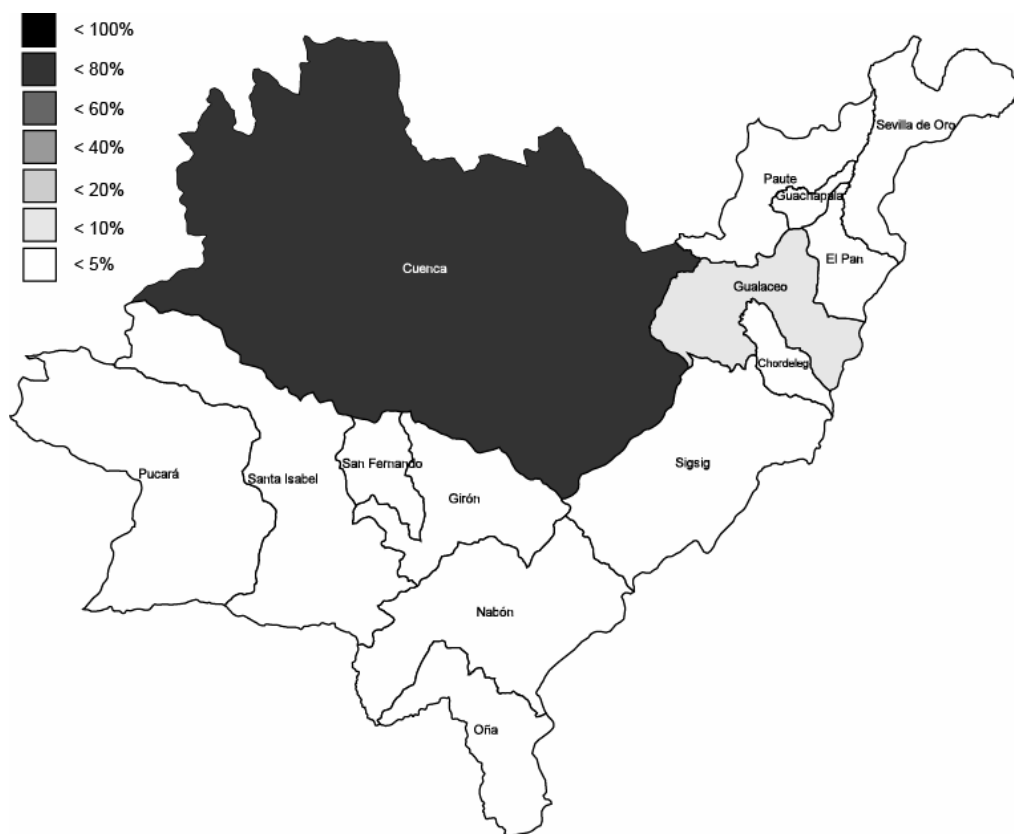 < 100%
< 80%
< 60%
< 40%
< 20%
< 10%
< 5%
Sevilla de Oro
Paute
Guachapala
El Pan
Cuenca
Gualaceo
Chordeleg
Pucará
Santa Isabel
San Fernando
Girón
Sigsig
Nabón
Oña